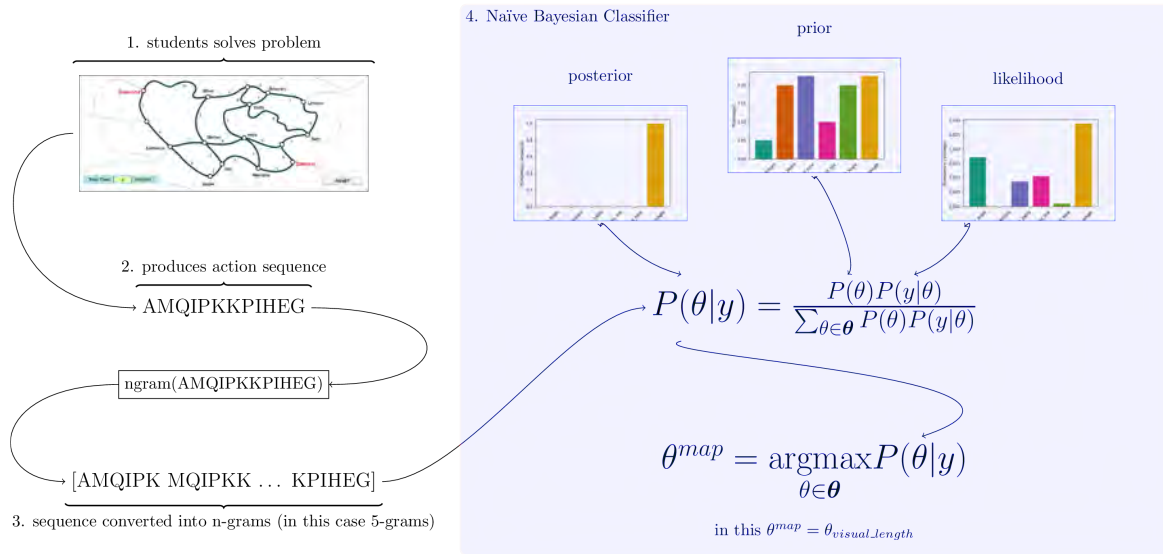 1. students solves problem
2. produces action sequence
AMQIPKKPIHEG
ngram(AMQIPKKPIHEG)
[AMQIPK MQIPKK … KPIHEG]
3. sequence converted into n-grams (in this case 5-grams)
4. Naïve Bayesian Classifier
posterior
prior
likelihood
P(θ|y) = P(θ)P(y|θ) / ∑θ∈θ P(θ)P(y|θ)
θ^map = argmax P(θ|y)
θ∈θ
in this θ^map = θ_visual_length